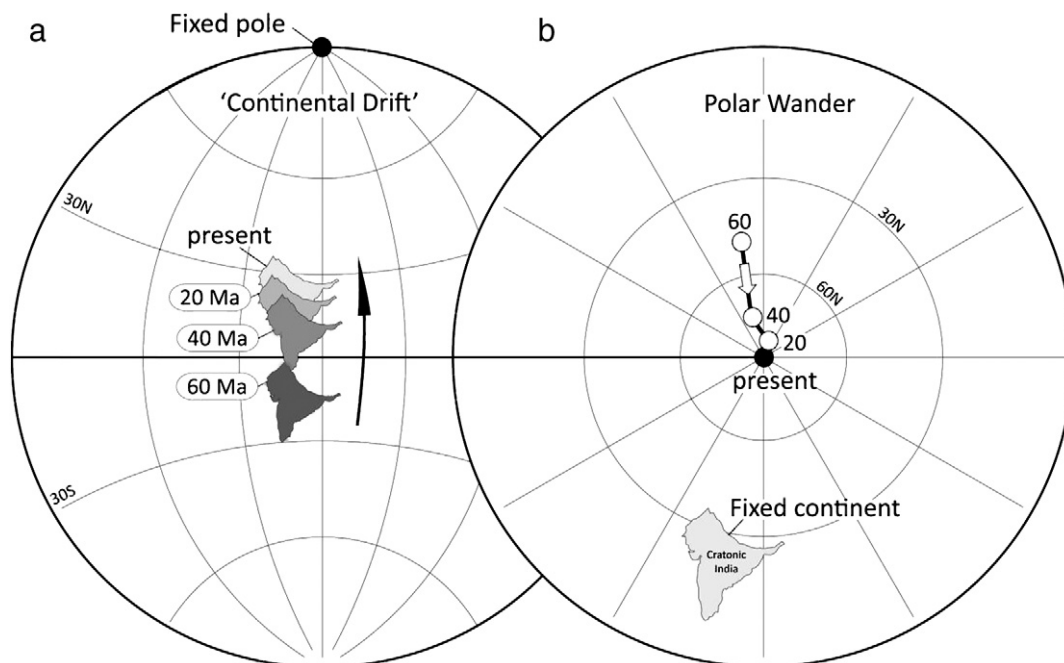 a
Fixed pole
'Continental Drift'
30N
present
20 Ma
40 Ma
60 Ma
30S
b
Polar Wander
60
30N
60N
40
20
present
Fixed continent
Cratonic
India